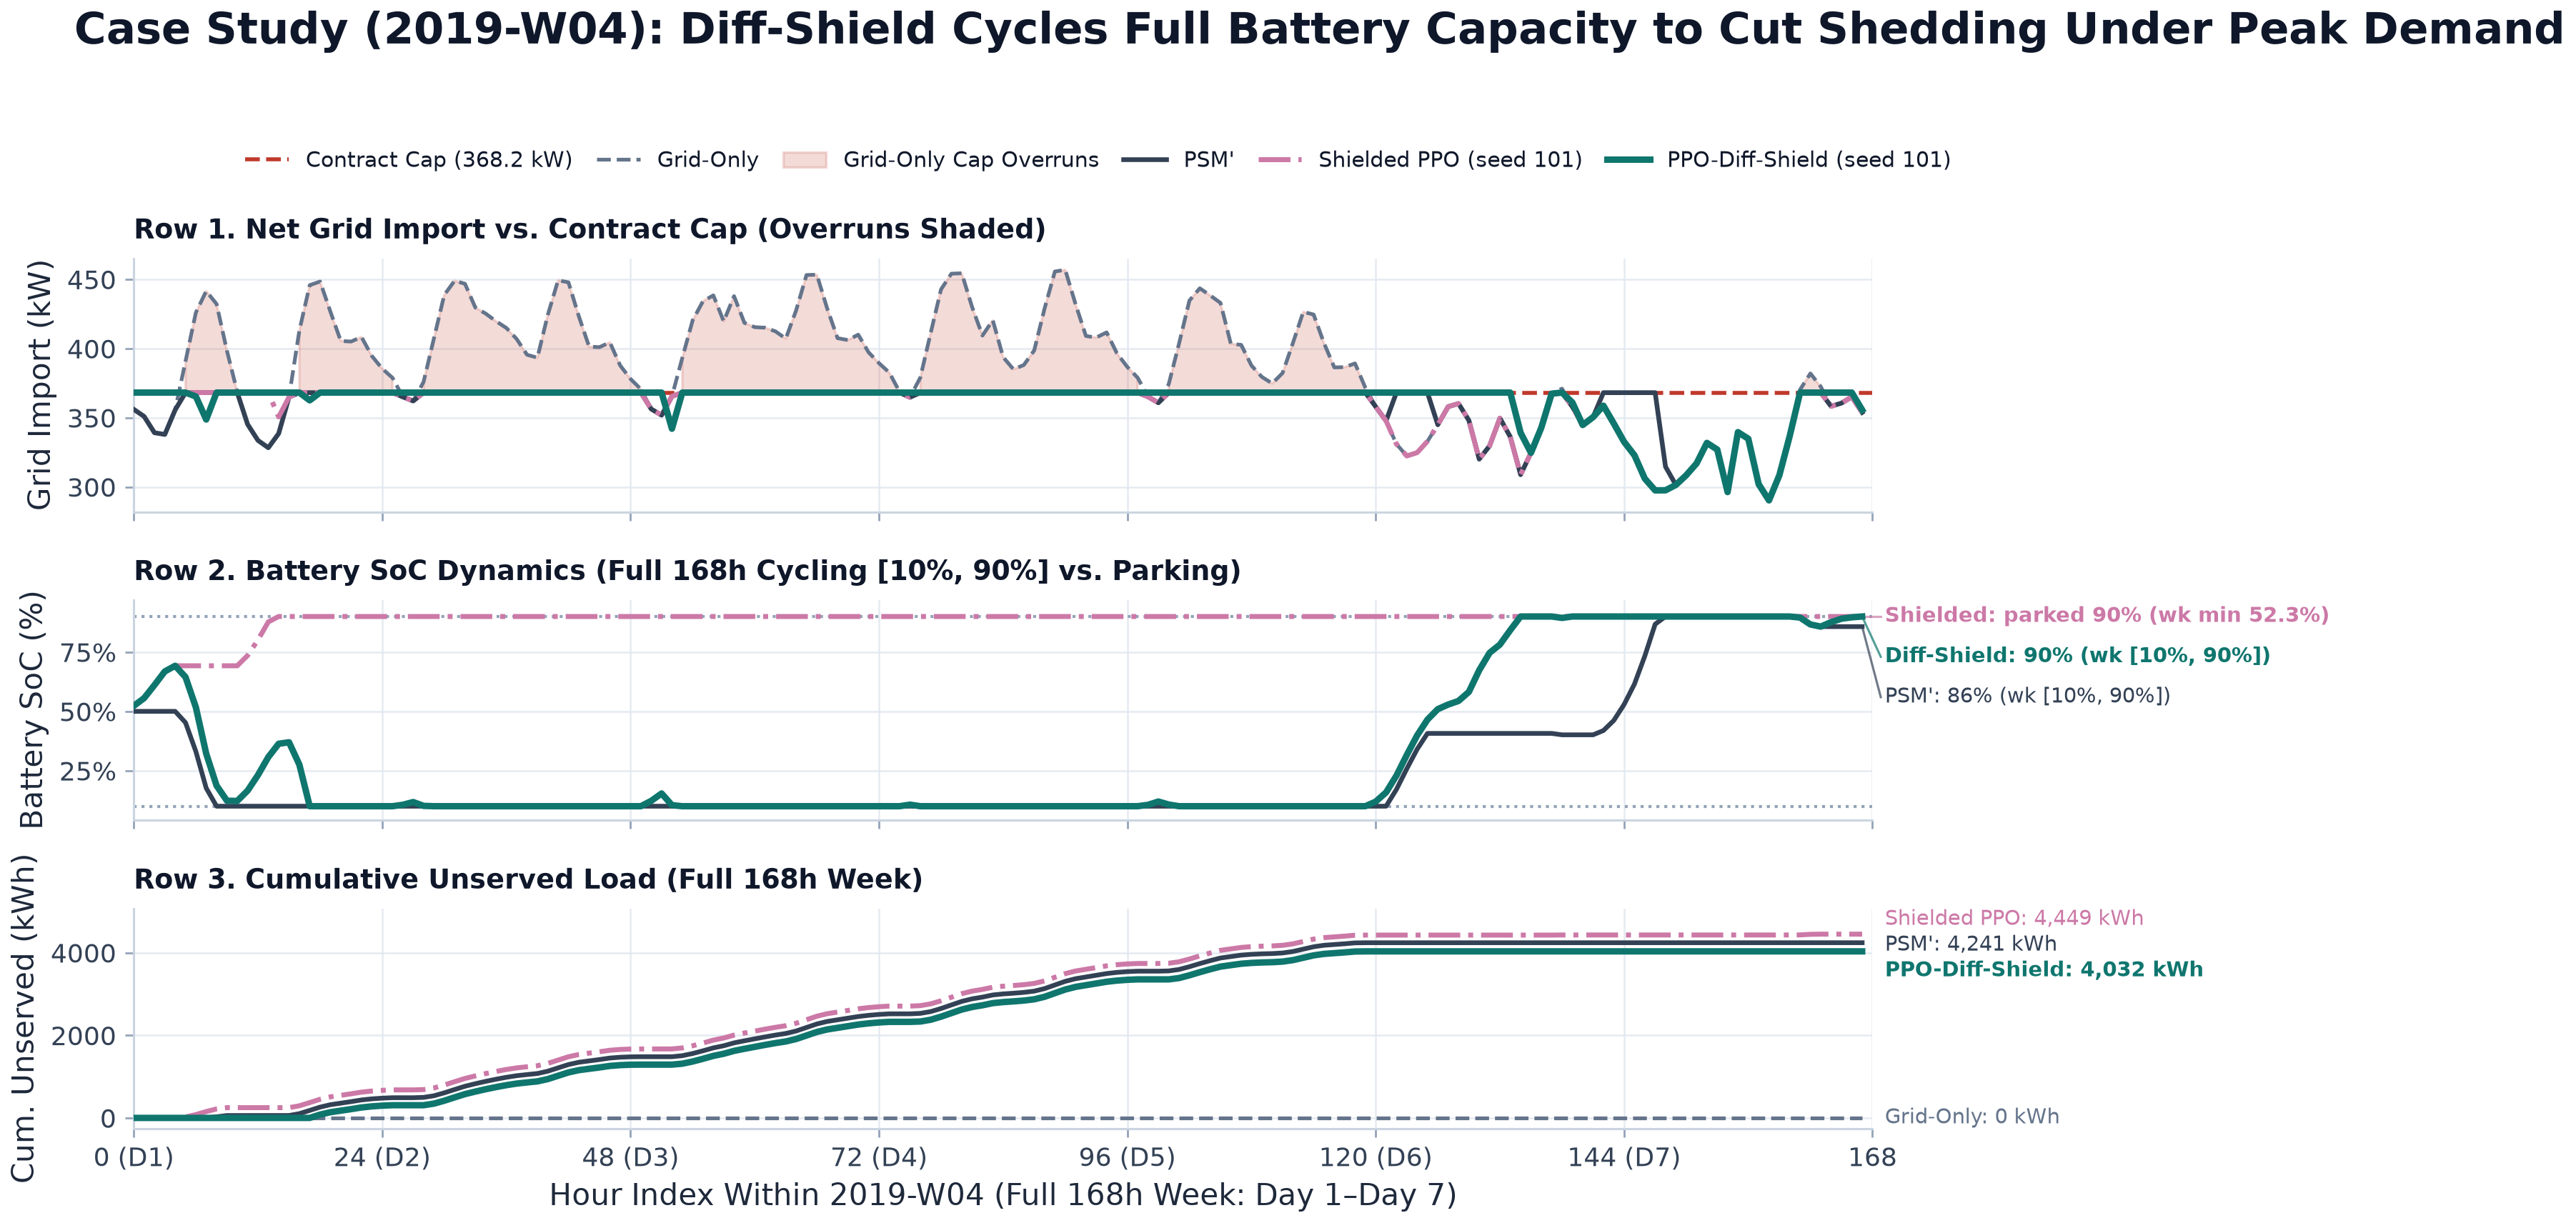 Case Study (2019-W04): Diff-Shield Cycles Full Battery Capacity to Cut Shedding Under Peak Demand
Contract Cap (368.2 kW)
Grid-Only
Grid-Only Cap Overruns
PSM'
Shielded PPO (seed 101)
PPO-Diff-Shield (seed 101)
Row 1. Net Grid Import vs. Contract Cap (Overruns Shaded)
Grid Import (kW)
450
400
350
300
Row 2. Battery SoC Dynamics (Full 168h Cycling [10%, 90%] vs. Parking)
Battery SoC (%)
75%
50%
25%
Shielded: parked 90% (wk min 52.3%)
Diff-Shield: 90% (wk [10%, 90%])
PSM': 86% (wk [10%, 90%])
Row 3. Cumulative Unserved Load (Full 168h Week)
Cum. Unserved (kWh)
4000
2000
0
Shielded PPO: 4,449 kWh
PSM': 4,241 kWh
PPO-Diff-Shield: 4,032 kWh
Grid-Only: 0 kWh
0 (D1)
24 (D2)
48 (D3)
72 (D4)
96 (D5)
120 (D6)
144 (D7)
168
Hour Index Within 2019-W04 (Full 168h Week: Day 1–Day 7)